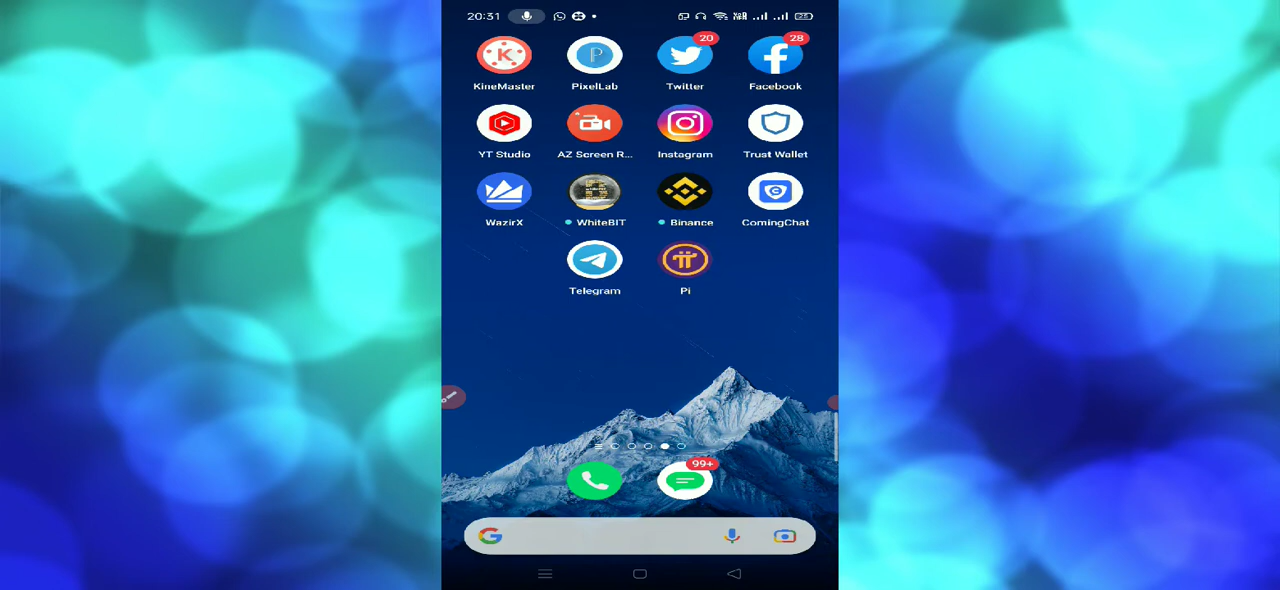 20:31
25
20
28
KineMaster PixelLab Twitter Facebook
YT Studio AZ Screen R... Instagram Trust Wallet
WazirX WhiteBIT Binance ComingChat
Telegram Pi
99+